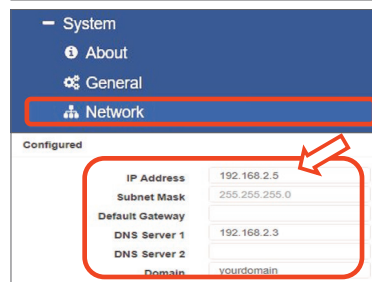 System
About
General
Network
Configured
IP Address 192.168.2.5
Subnet Mask 255.255.255.0
Default Gateway
DNS Server 1 192.168.2.3
DNS Server 2
Domain yourdomain